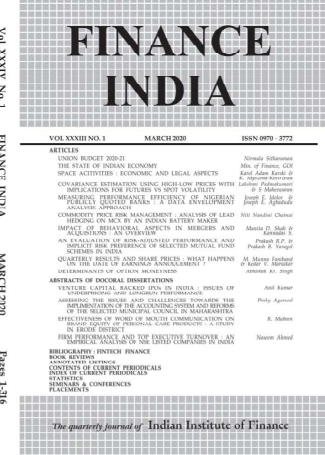 Vol XXXIV No. 1 FINANCE INDIA MARCH 2020 Pages 1-316
FINANCE
INDIA
VOL. XXXIII NO. 1 MARCH 2020 ISSN 0970 - 3772
ARTICLES
UNION BUDGET 2020-21 Nirmala Sitharaman
THE STATE OF INDIAN ECONOMY Min. of Finance, GOI
SPACE ACTIVITIES : ECONOMIC AND LEGAL ASPECTS Karol Adam Karski &
COVARIANCE ESTIMATION USING HIGH-LOW PRICES WITH Lakshmi Padmakumari
IMPLICATIONS FOR FUTURES VS SPOT VOLATILITY & S Maheswaran
MEASURING PERFORMANCE EFFICIENCY OF NIGERIAN Joseph E. Idolor &
PUBLICLY QUOTED BANKS : A DATA ENVELOPMENT Joseph E. Agbadudu
ANALYSIS APPROACH
COMMODITY PRICE RISK MANAGEMENT : ANALYSIS OF LEAD Niti Nandini Chatnani
HEDGING ON MCX BY AN INDIAN BATTERY MAKER
IMPACT OF BEHAVIORAL ASPECTS IN MERGERS AND Mamta D. Shah &
ACQUISITIONS : AN OVERVIEW Kannadas S.
AN EVALUATION OF RISK-ADJUSTED PERFORMANCE AND Prakash K.P. &
IMPLICIT RISK PREFERENCE OF SELECTED MUTUAL FUND Prakash B. Yaragol
SCHEMES IN INDIA
QUARTERLY RESULTS AND SHARE PRICES : WHAT HAPPENS M. Munna
ON THE DATE OF EARNINGS ANNOUNCEMENT ?
DETERMINANTS OF OPTION MONEYNESS Abhishek Kr. Singh
ABSTRACTS OF DOCORAL DISSERTATIONS
VENTURE CAPITAL BACKED IPOS IN INDIA : ISSUES OF Anil Kumar
UNDERPRICING AND LONGRUN PERFORMANCE
ASSESSING THE ISSUE AND CHALLENGES TOWARDS THE Pinky Agarwal
IMPLEMENTATION OF THE ACCOUNTING SYSTEM AND REFORMS
OF THE SELECTED MUNICIPAL COUNCIL IN MAHARASHTRA
EFFECTIVENESS OF WORD OF MOUTH COMMUNICATION ON R. Mohan
BRAND EQUITY OF PERSONAL CARE PRODUCTS - A STUDY
IN ERODE DISTRICT
FIRM PERFORMANCE AND TOP EXECUTIVE TURNOVER - AN Naseem Ahmed
EMPIRICAL ANALYSIS OF NSE LISTED COMPANIES IN INDIA
BIBLIOGRAPHY : FINTECH FINANCE
BOOK REVIEWS
ANNOTATED LISTINGS
CONTENTS OF CURRENT PERIODICALS
INDEX OF CURRENT PERIODICALS
STATISTICS
SEMINARS & CONFERENCES
PLACEMENTS
The quarterly journal of Indian Institute of Finance